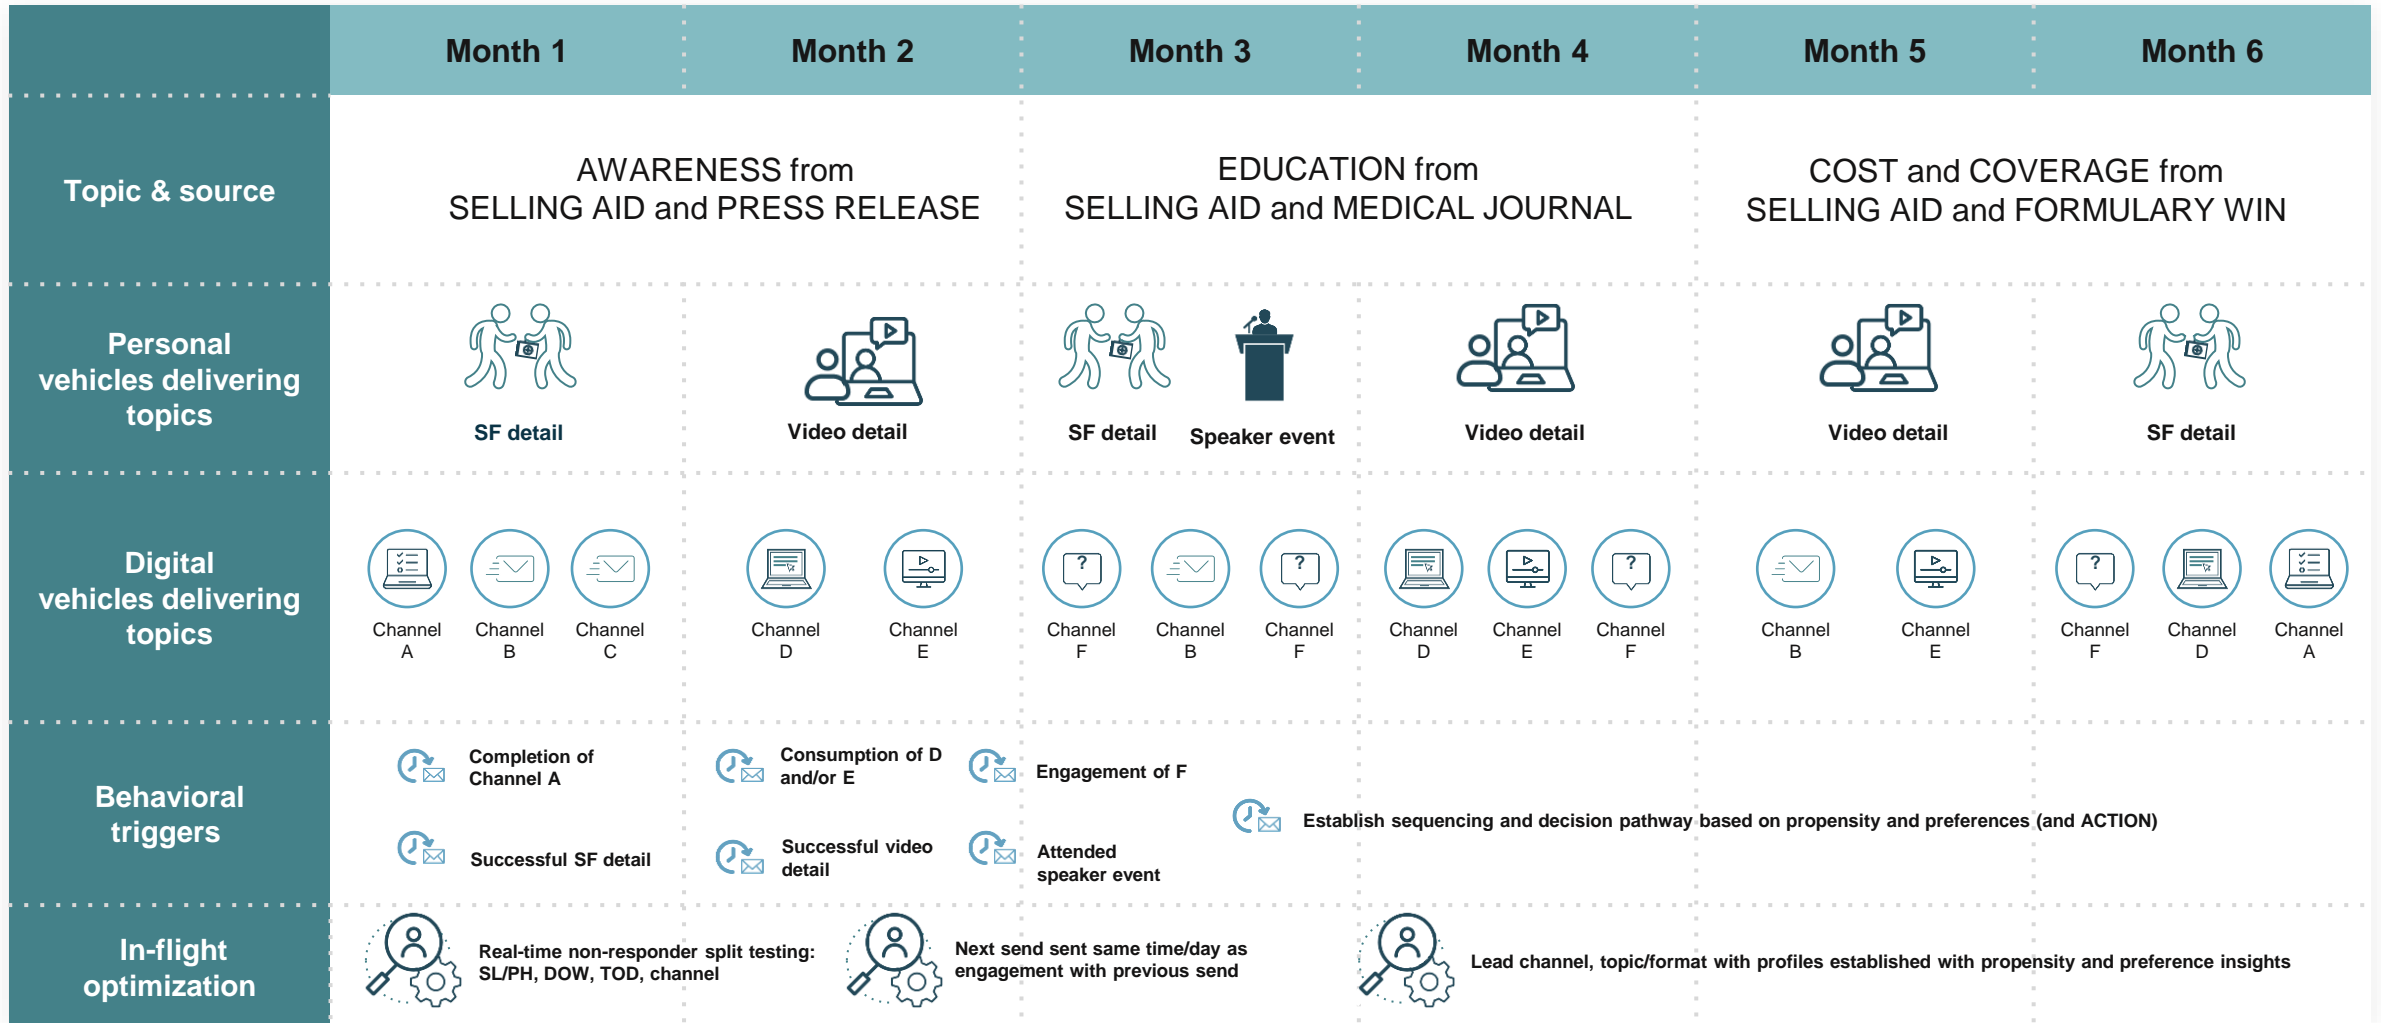 Month 1
Month 2
Month 3
Month 4
Month 5
Month 6
Topic & source
AWARENESS from
SELLING AID and PRESS RELEASE
EDUCATION from
SELLING AID and MEDICAL JOURNAL
COST and COVERAGE from
SELLING AID and FORMULARY WIN
Personal
vehicles delivering
topics
SF detail
Video detail
SF detail
Speaker event
Video detail
Video detail
SF detail
Digital
vehicles delivering
topics
?
?
?
?
Channel
A
Channel
B
Channel
C
Channel
D
Channel
E
Channel
F
Channel
B
Channel
F
Channel
D
Channel
E
Channel
F
Channel
B
Channel
E
Channel
F
Channel
D
Channel
A
Behavioral
triggers
Completion of
Channel A
Successful SF detail
Consumption of D
and/or E
Successful video
detail
Engagement of F
Attended
speaker event
Establish sequencing and decision pathway based on propensity and preferences (and ACTION)
In-flight
optimization
Real-time non-responder split testing:
SL/PH, DOW, TOD, channel
Next send sent same time/day as
engagement with previous send
Lead channel, topic/format with profiles established with propensity and preference insights